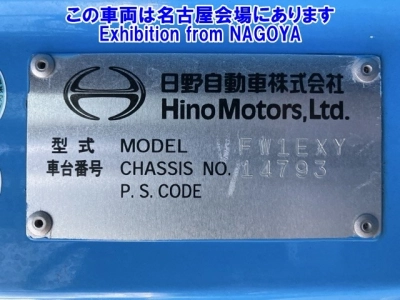 この車両は名古屋会場にあります
Exhibition from NAGOYA
日野自動車株式会社
Hino Motors, Ltd.
型式 MODEL FW1EXY
車台番号 CHASSIS NO. 14793
P. S. CODE